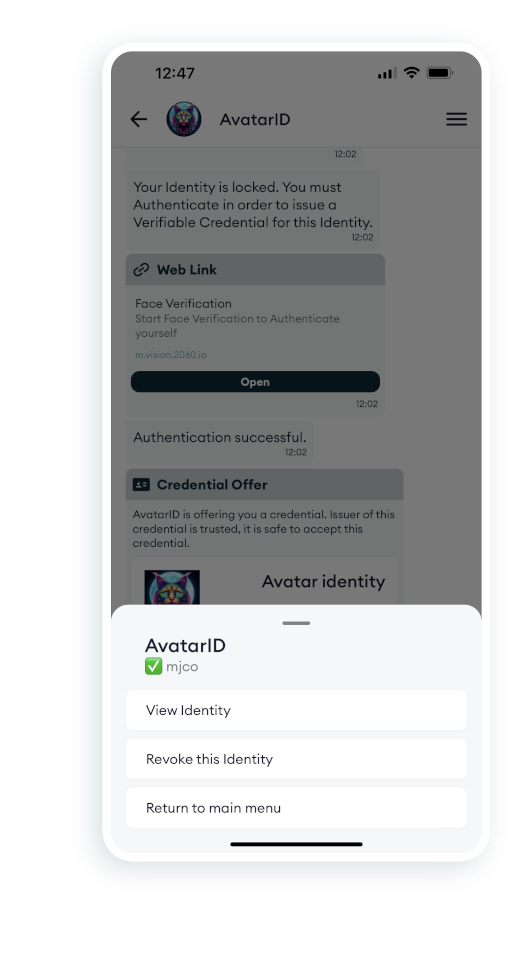 12:47
AvatarID
12:02
Your Identity is locked. You must
Authenticate in order to issue a
Verifiable Credential for this Identity.
12:02
Web Link
Face Verification
Start Face Verification to Authenticate
yourself
m.vision.2060.io
Open
12:02
Authentication successful.
12:02
Credential Offer
AvatarID is offering you a credential. Issuer of this
credential is trusted, it is safe to accept this
credential.
Avatar identity
AvatarID
✅ mjco
View Identity
Revoke this Identity
Return to main menu